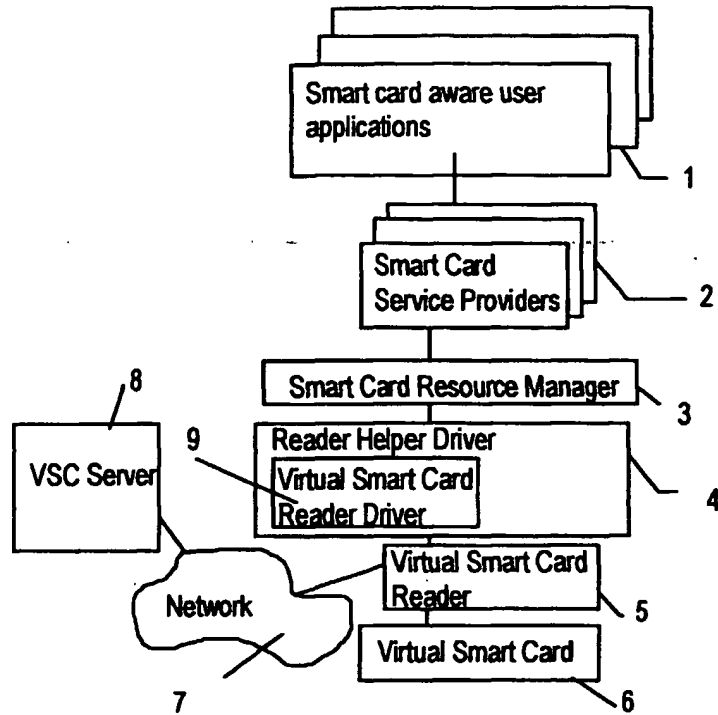 Smart card aware user
applications
1
Smart Card
Service Providers
2
Smart Card Resource Manager
3
8
VSC Server
9
Reader Helper Driver
Virtual Smart Card
Reader Driver
4
Virtual Smart Card
Reader
5
Network
7
Virtual Smart Card
6